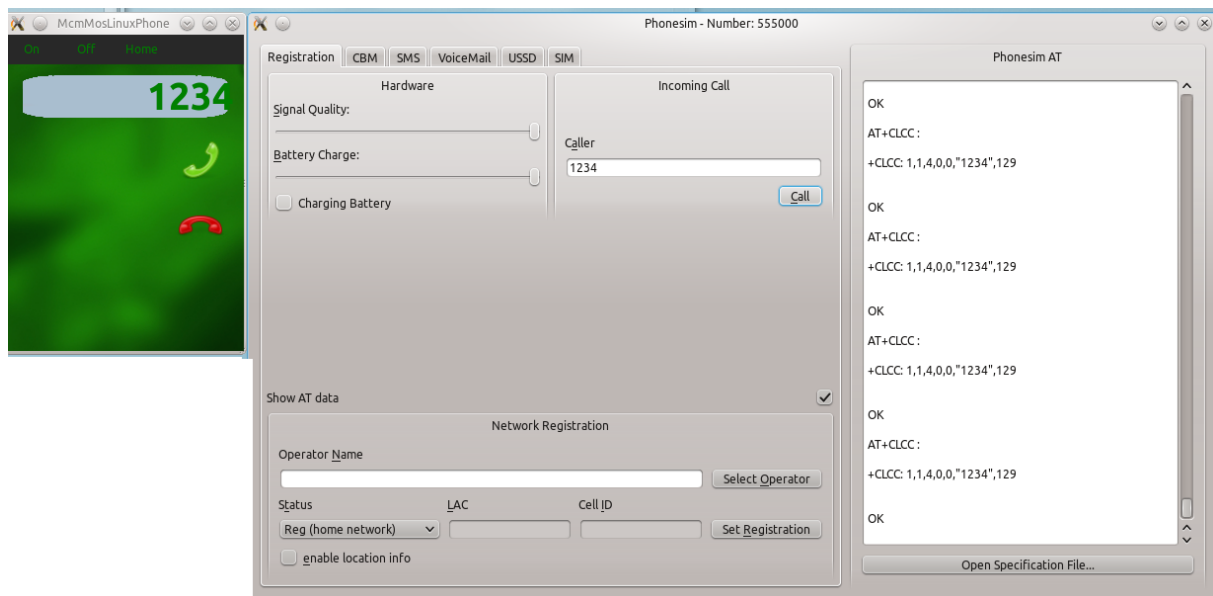 McmMosLinuxPhone
On Off Home
1234
Phonesim - Number: 555000
Registration CBM SMS VoiceMail USSD SIM
Hardware
Signal Quality:
Battery Charge:
Charging Battery
Incoming Call
Caller
1234
Call
Show AT data
Network Registration
Operator Name
Select Operator
Status LAC Cell ID
Reg (home network) Set Registration
enable location info
Phonesim AT
OK
AT+CLCC :
+CLCC: 1,1,4,0,0,"1234",129
OK
AT+CLCC :
+CLCC: 1,1,4,0,0,"1234",129
OK
AT+CLCC :
+CLCC: 1,1,4,0,0,"1234",129
OK
AT+CLCC :
+CLCC: 1,1,4,0,0,"1234",129
OK
Open Specification File...